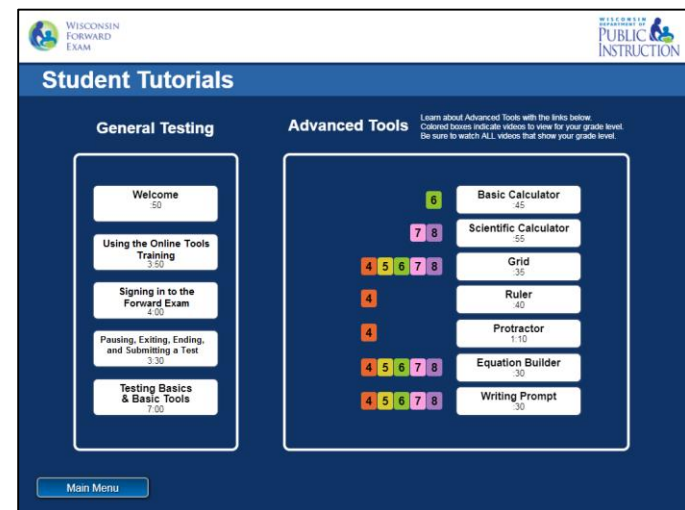 WISCONSIN
FORWARD
EXAM
WISCONSIN
DEPARTMENT OF
PUBLIC
INSTRUCTION
Student Tutorials
General Testing
Welcome
:50
Using the Online Tools
Training
3:50
Signing in to the
Forward Exam
4:00
Pausing, Exiting, Ending,
and Submitting a Test
3:30
Testing Basics
& Basic Tools
7:00
Advanced Tools
Learn about Advanced Tools with the links below.
Colored boxes indicate videos to view for your grade level.
Be sure to watch ALL videos that show your grade level.
6 Basic Calculator
:45
7 8 Scientific Calculator
:55
4 5 6 7 8 Grid
:35
4 Ruler
:40
4 Protractor
1:10
4 5 6 7 8 Equation Builder
:30
4 5 6 7 8 Writing Prompt
:30
Main Menu